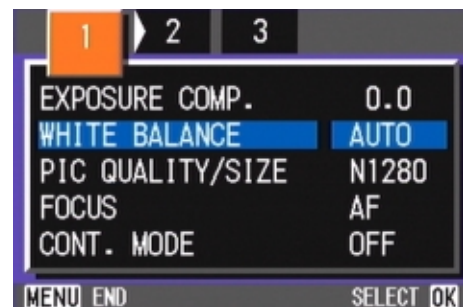 1 2 3
EXPOSURE COMP. 0.0
WHITE BALANCE AUTO
PIC QUALITY/SIZE N1280
FOCUS AF
CONT. MODE OFF
MENU END SELECT OK